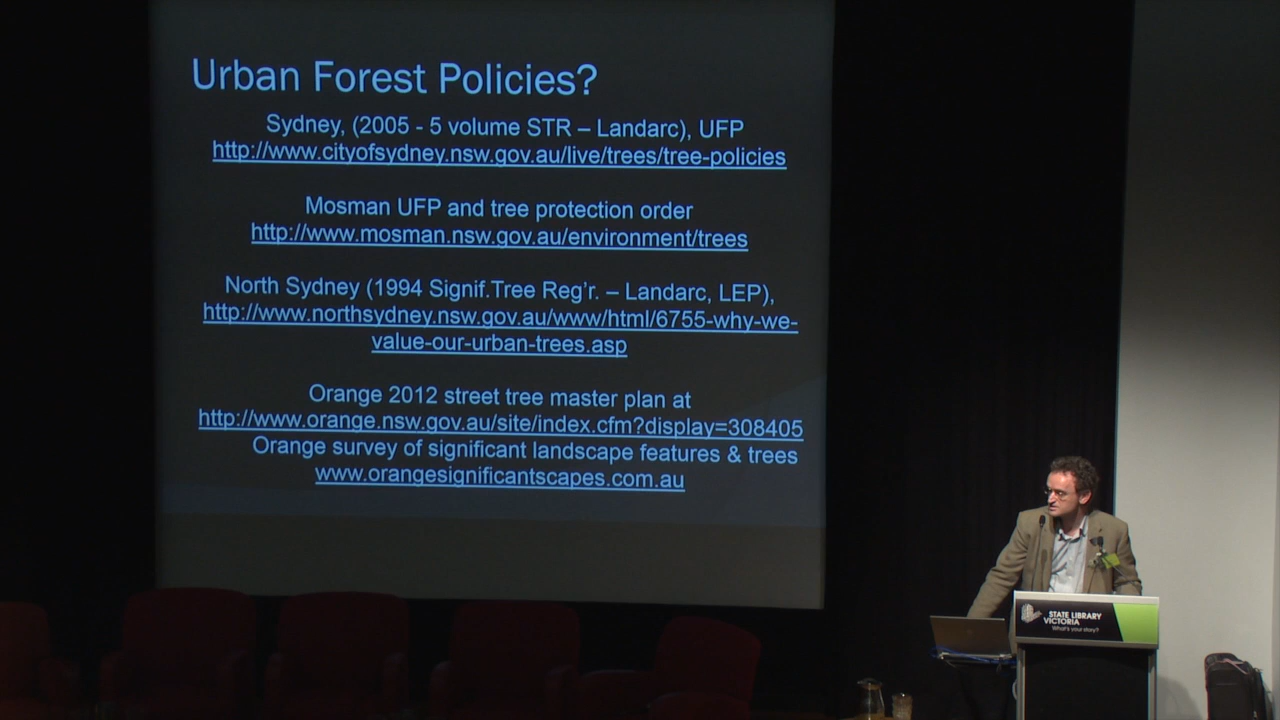 Urban Forest Policies?
Sydney, (2005 - 5 volume STR – Landarc), UFP
http://www.cityofsydney.nsw.gov.au/live/trees/tree-policies
Mosman UFP and tree protection order
http://www.mosman.nsw.gov.au/environment/trees
North Sydney (1994 Signif.Tree Reg'r. – Landarc, LEP),
http://www.northsydney.nsw.gov.au/www/html/6755-why-we-
value-our-urban-trees.asp
Orange 2012 street tree master plan at
http://www.orange.nsw.gov.au/site/index.cfm?display=308405
Orange survey of significant landscape features & trees
www.orangesignificantscapes.com.au
STATE LIBRARY
VICTORIA
What's your story?